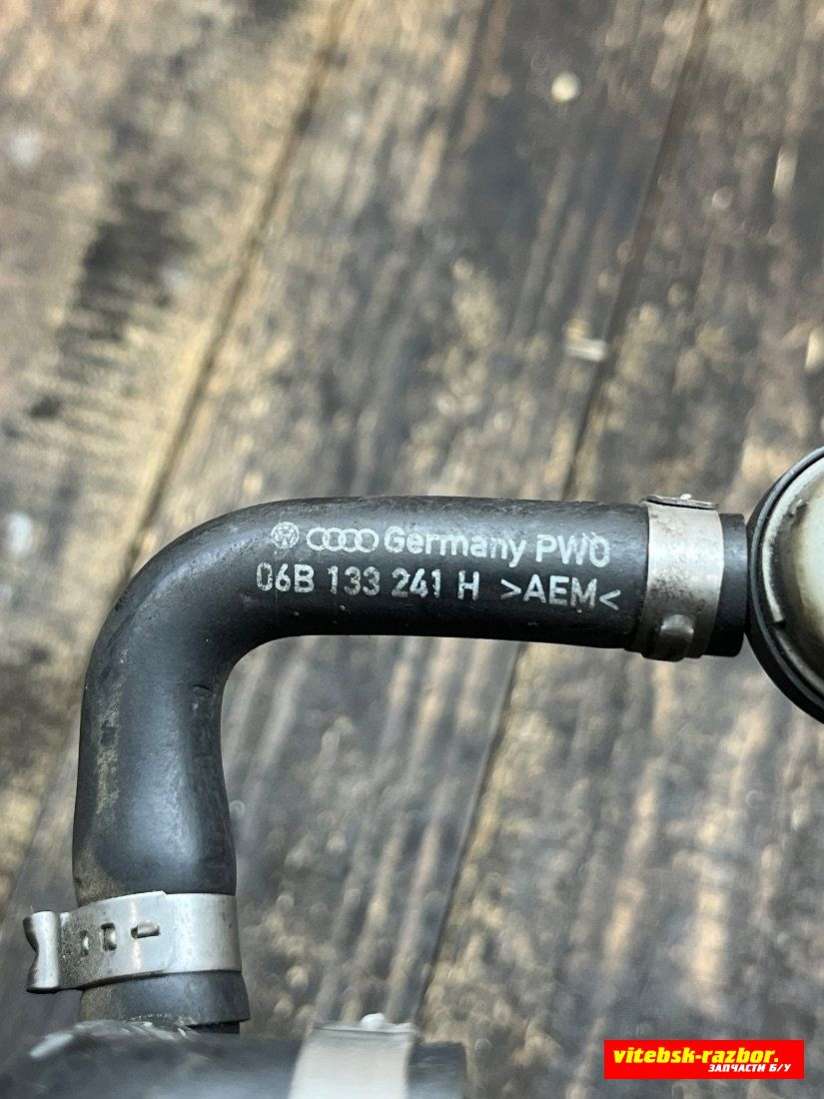 Germany PWO
06B 133 241 H >AEM<
vitebsk-razbor.
ЗАПЧАСТИ Б/У